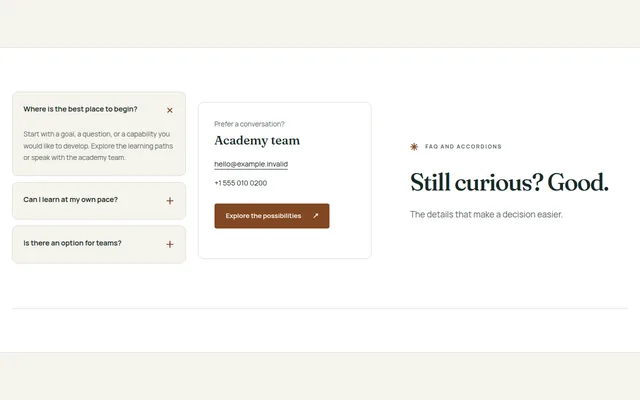 Where is the best place to begin?
Start with a goal, a question, or a capability you
would like to develop. Explore the learning paths
or speak with the academy team.
Can I learn at my own pace?
Is there an option for teams?
Prefer a conversation?
Academy team
hello@example.invalid
+1 555 010 0200
Explore the possibilities ↗
FAQ AND ACCORDIONS
Still curious? Good.
The details that make a decision easier.